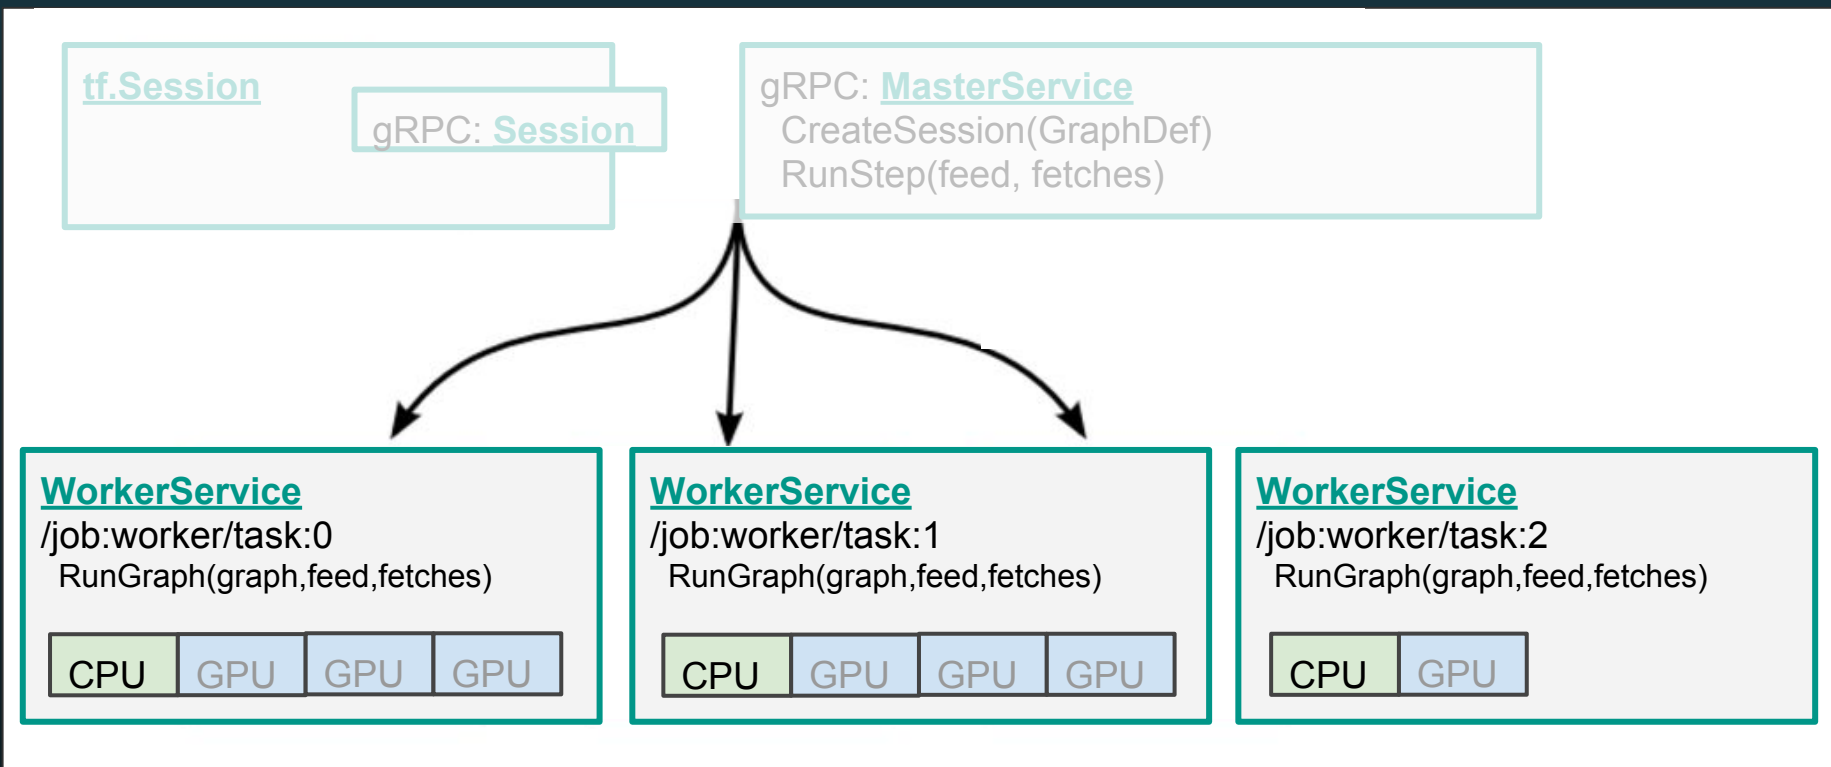 tf.Session
gRPC: Session
gRPC: MasterService
CreateSession(GraphDef)
RunStep(feed, fetches)
WorkerService
/job:worker/task:0
RunGraph(graph,feed,fetches)
CPU GPU GPU GPU
WorkerService
/job:worker/task:1
RunGraph(graph,feed,fetches)
CPU GPU GPU GPU
WorkerService
/job:worker/task:2
RunGraph(graph,feed,fetches)
CPU GPU